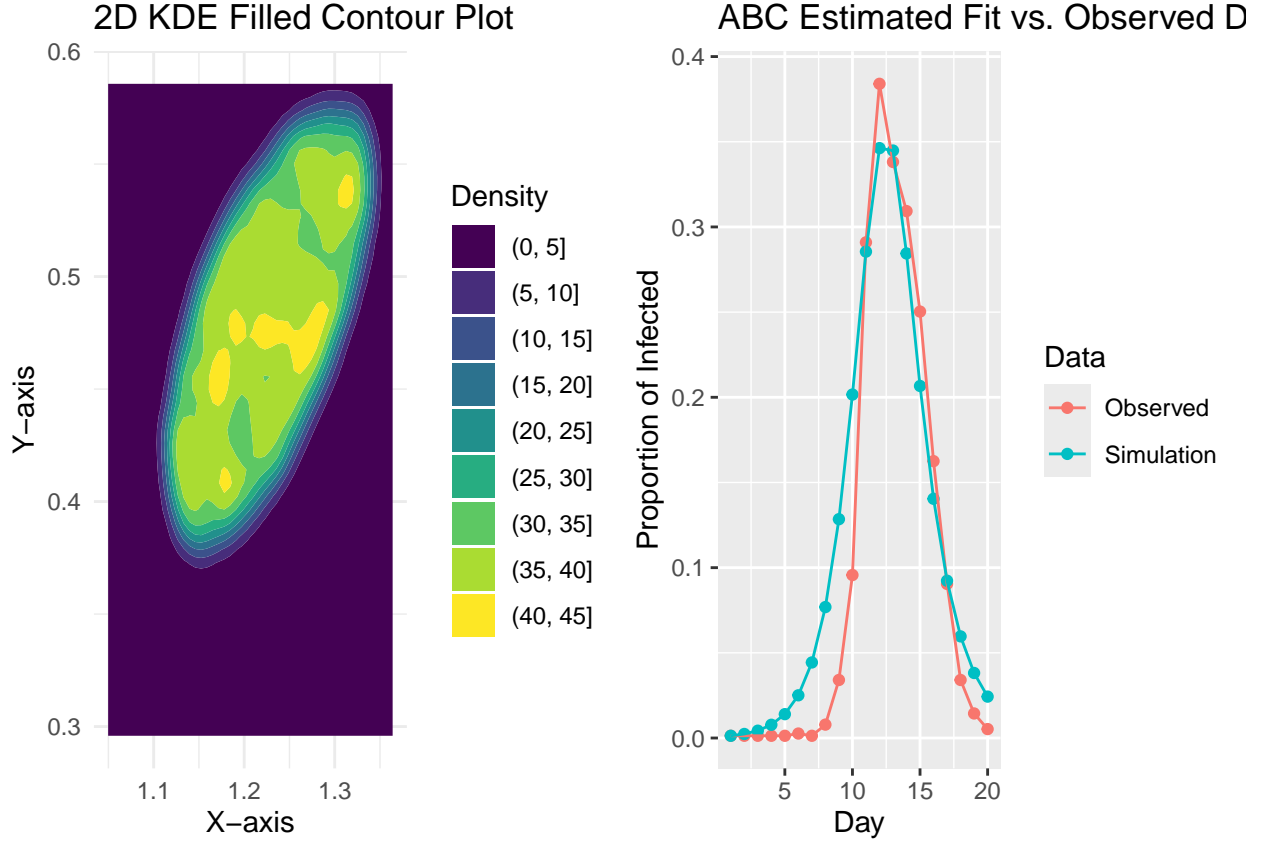 2D KDE Filled Contour Plot
0.6
0.5
0.4
0.3
Y−axis
1.1 1.2 1.3
X−axis
Density
(0, 5]
(5, 10]
(10, 15]
(15, 20]
(20, 25]
(25, 30]
(30, 35]
(35, 40]
(40, 45]
ABC Estimated Fit vs. Observed D
0.4
0.3
0.2
0.1
0.0
Proportion of Infected
5 10 15 20
Day
Data
Observed
Simulation